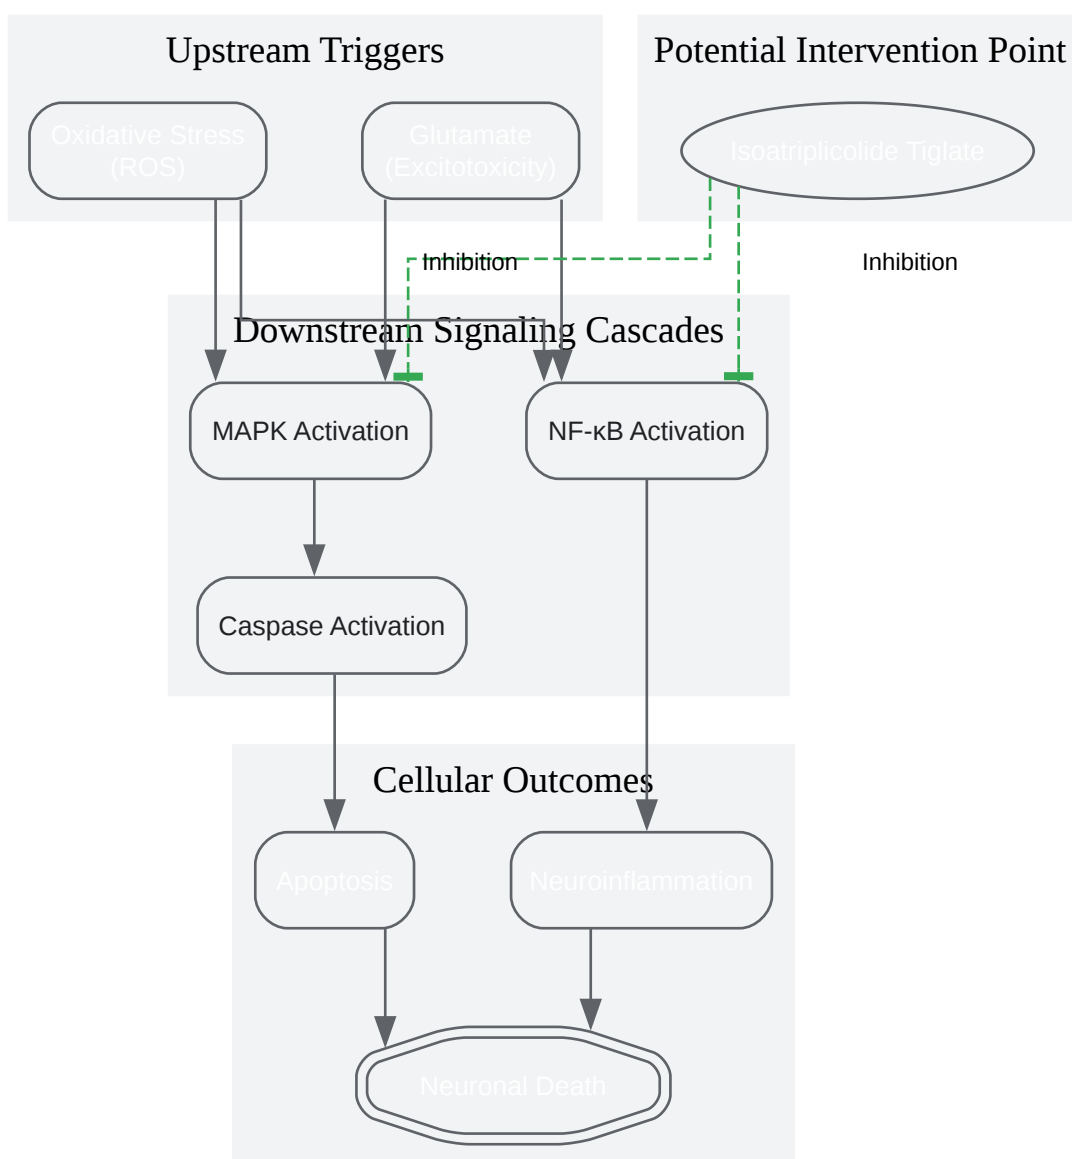 Upstream Triggers
Potential Intervention Point
Oxidative Stress
(ROS)
Glutamate
(Excitotoxicity)
Isoatriplicolide Tiglate
Inhibition
Inhibition
Downstream Signaling Cascades
MAPK Activation
NF-κB Activation
Caspase Activation
Cellular Outcomes
Apoptosis
Neuroinflammation
Neuronal Death